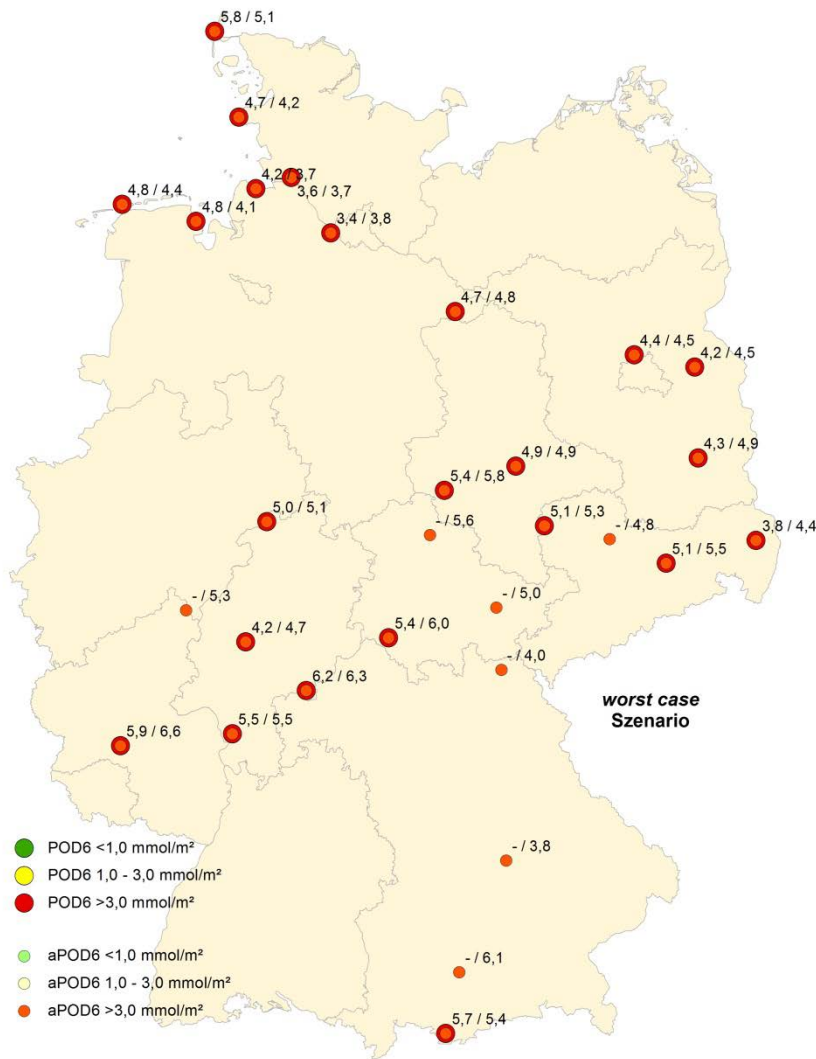 5,8 / 5,1
4,7 / 4,2
4,2 / 3,7
3,6 / 3,7
4,8 / 4,4
4,8 / 4,1
3,4 / 3,8
4,7 / 4,8
4,4 / 4,5
4,2 / 4,5
4,3 / 4,9
4,9 / 4,9
5,4 / 5,8
5,0 / 5,1
- / 5,6
5,1 / 5,3
- / 4,8
3,8 / 4,4
5,1 / 5,5
- / 5,3
- / 5,0
4,2 / 4,7
5,4 / 6,0
- / 4,0
6,2 / 6,3
worst case
Szenario
5,5 / 5,5
5,9 / 6,6
POD6 <1,0 mmol/m²
POD6 1,0 - 3,0 mmol/m²
POD6 >3,0 mmol/m²
- / 3,8
aPOD6 <1,0 mmol/m²
aPOD6 1,0 - 3,0 mmol/m²
aPOD6 >3,0 mmol/m²
- / 6,1
5,7 / 5,4